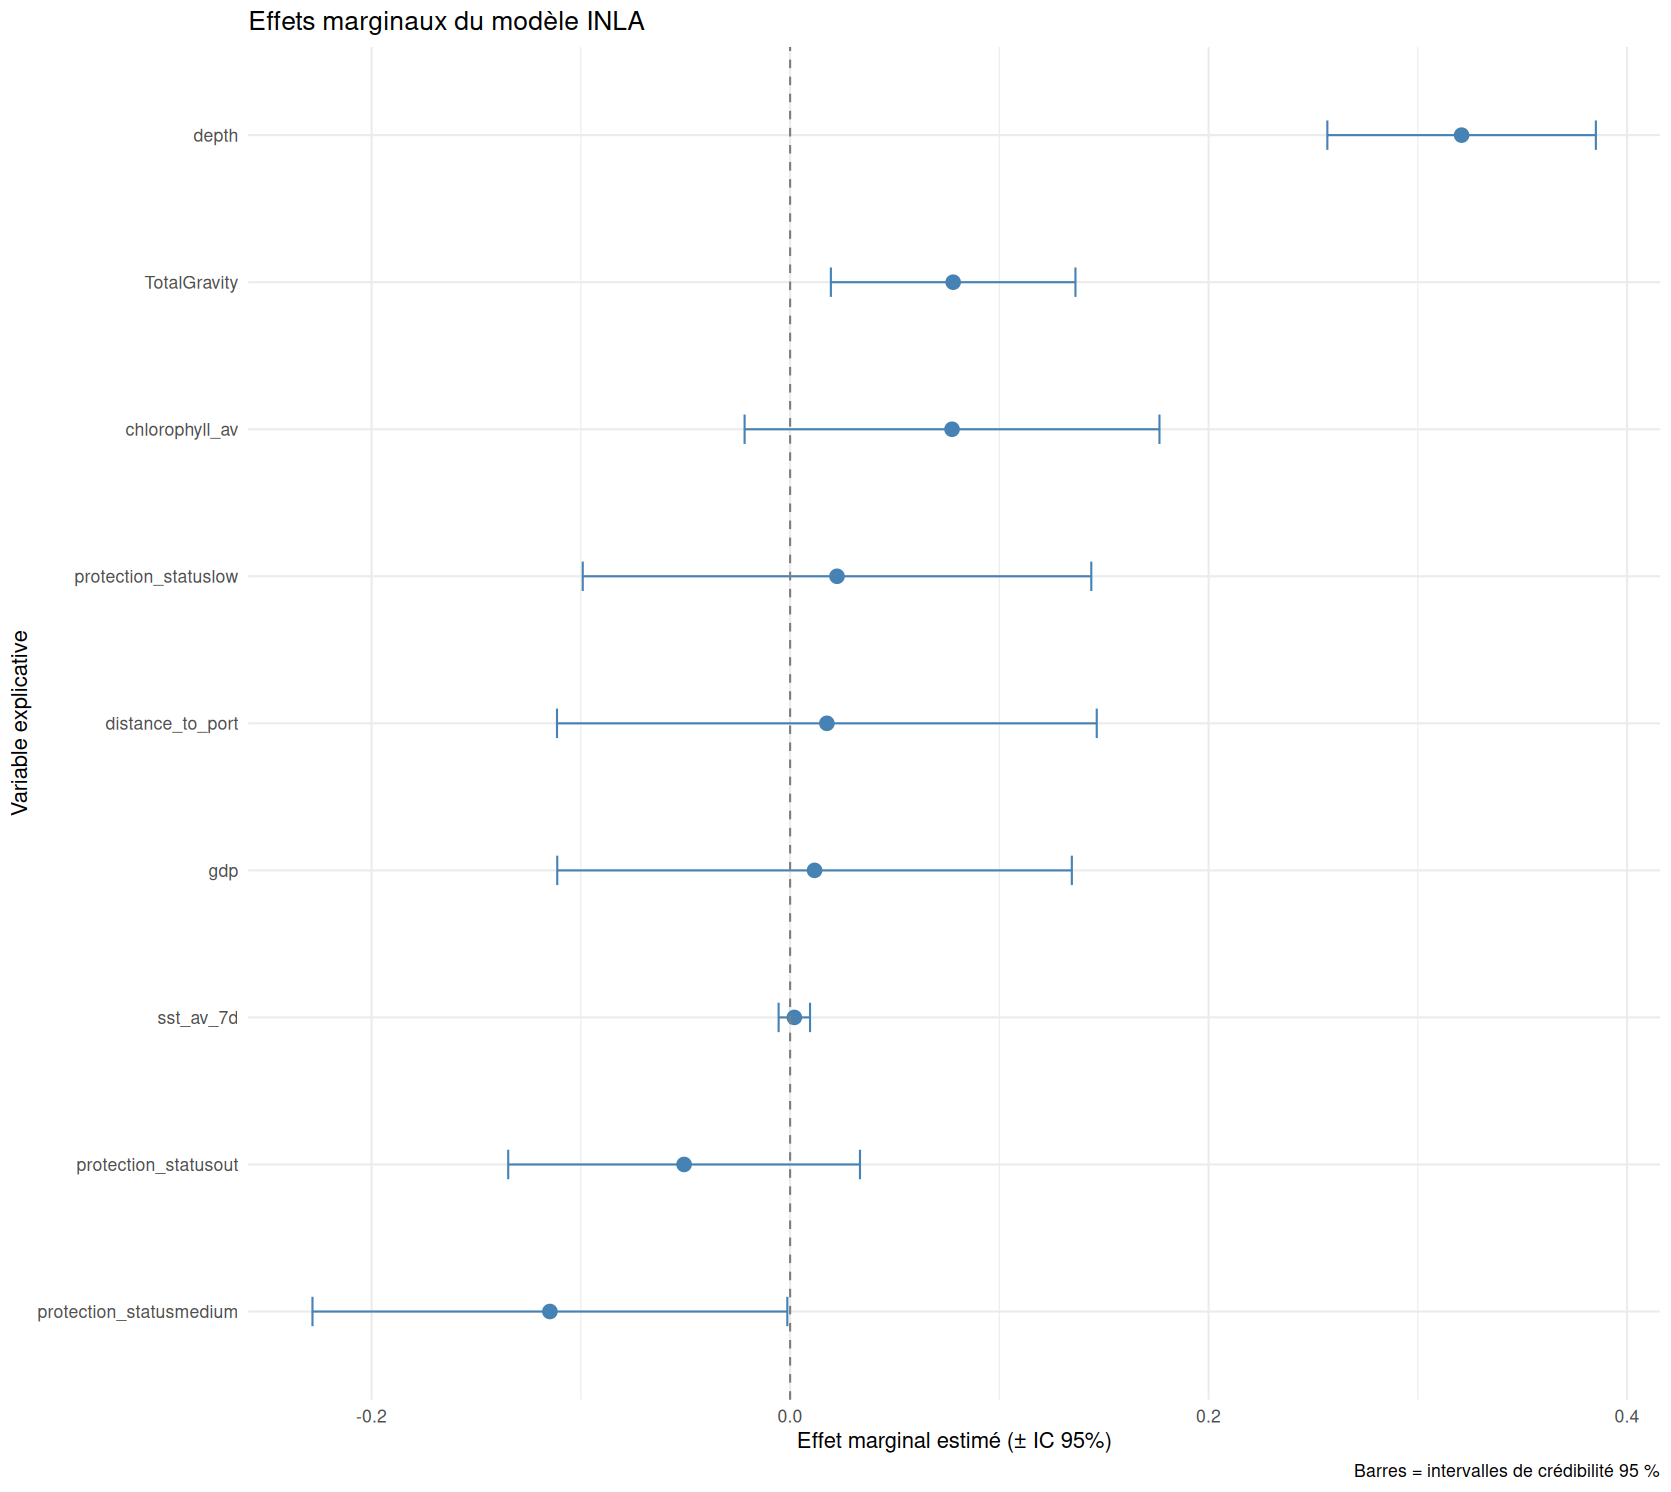 Effets marginaux du modèle INLA
depth
TotalGravity
chlorophyll_av
protection_statuslow
distance_to_port
gdp
sst_av_7d
protection_statusout
protection_statusmedium
Variable explicative
-0.2 0.0 0.2 0.4
Effet marginal estimé (± IC 95%)
Barres = intervalles de crédibilité 95 %